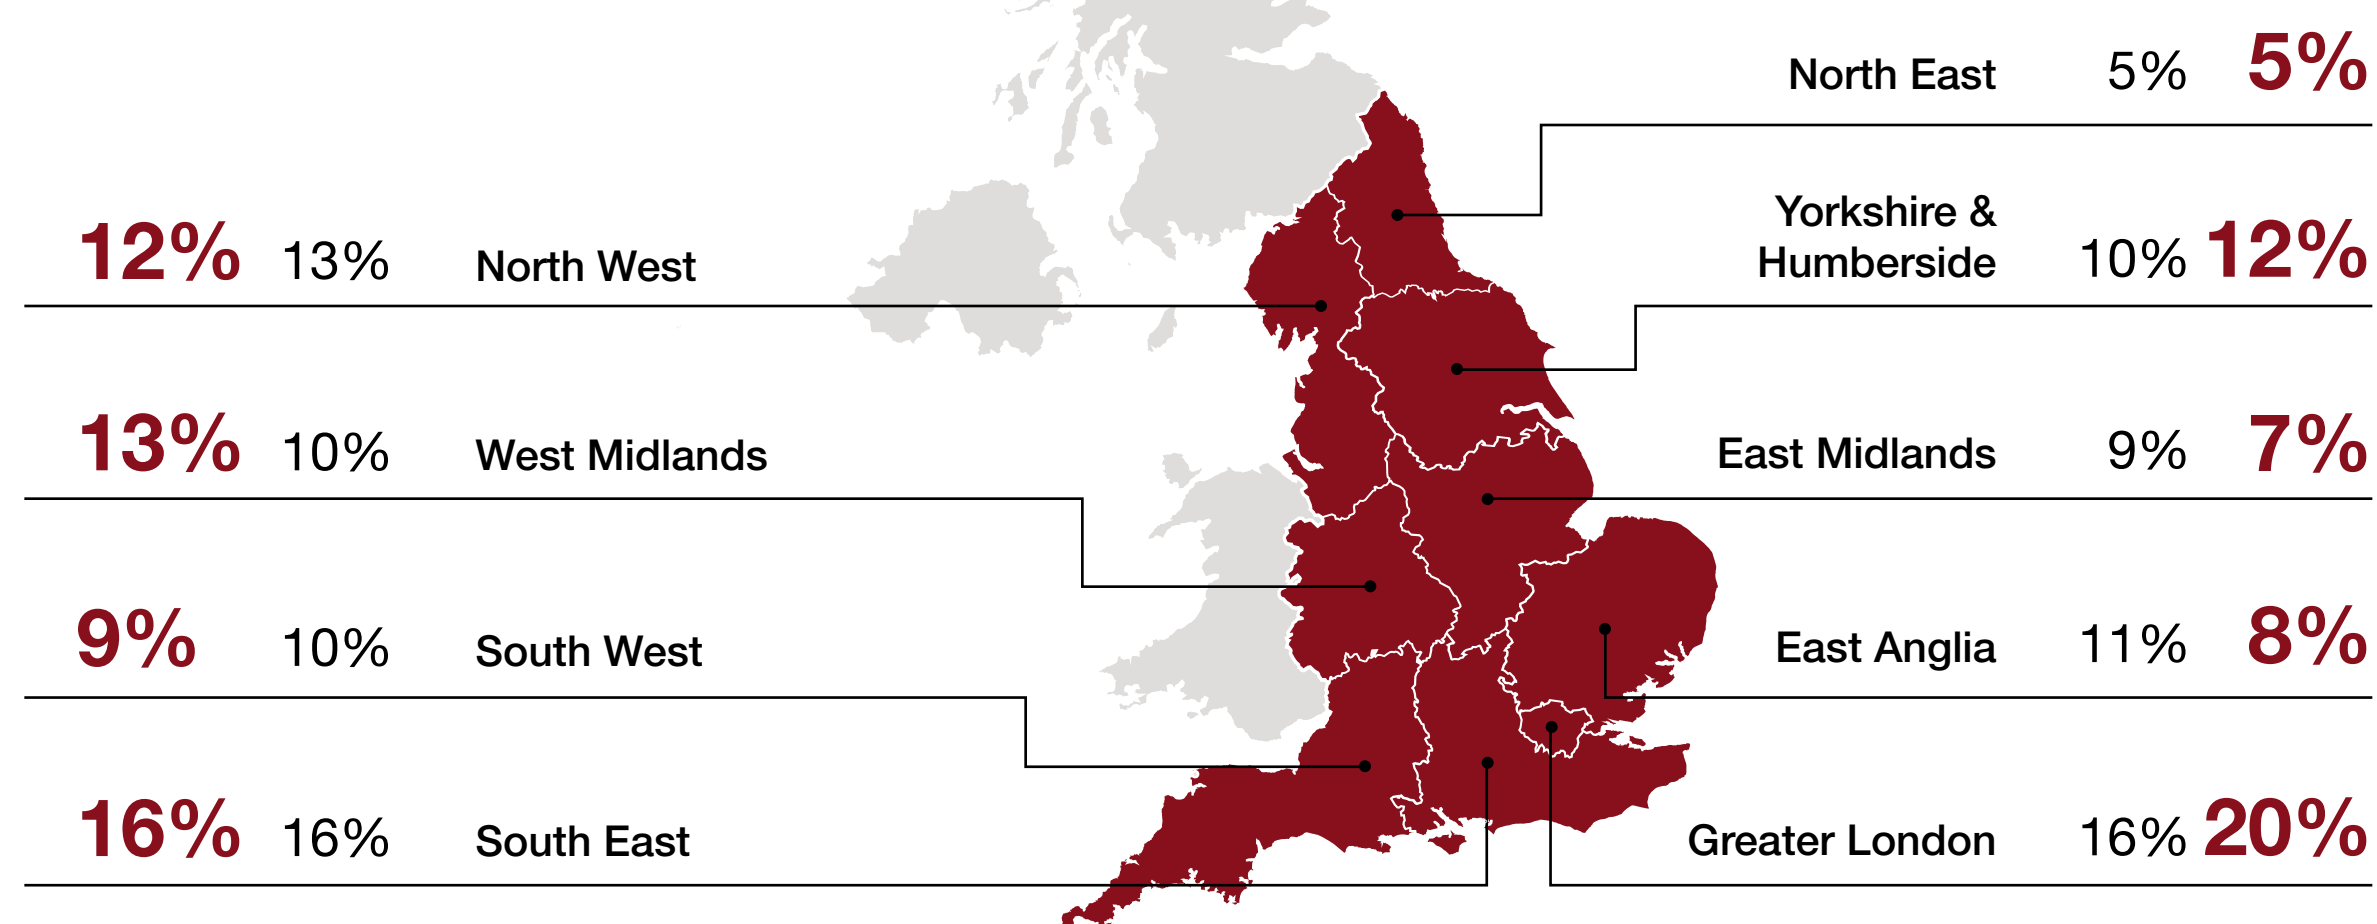 North East 5% 5%
12% 13% North West
Yorkshire &
Humberside 10% 12%
13% 10% West Midlands
East Midlands 9% 7%
9% 10% South West
East Anglia 11% 8%
16% 16% South East
Greater London 16% 20%